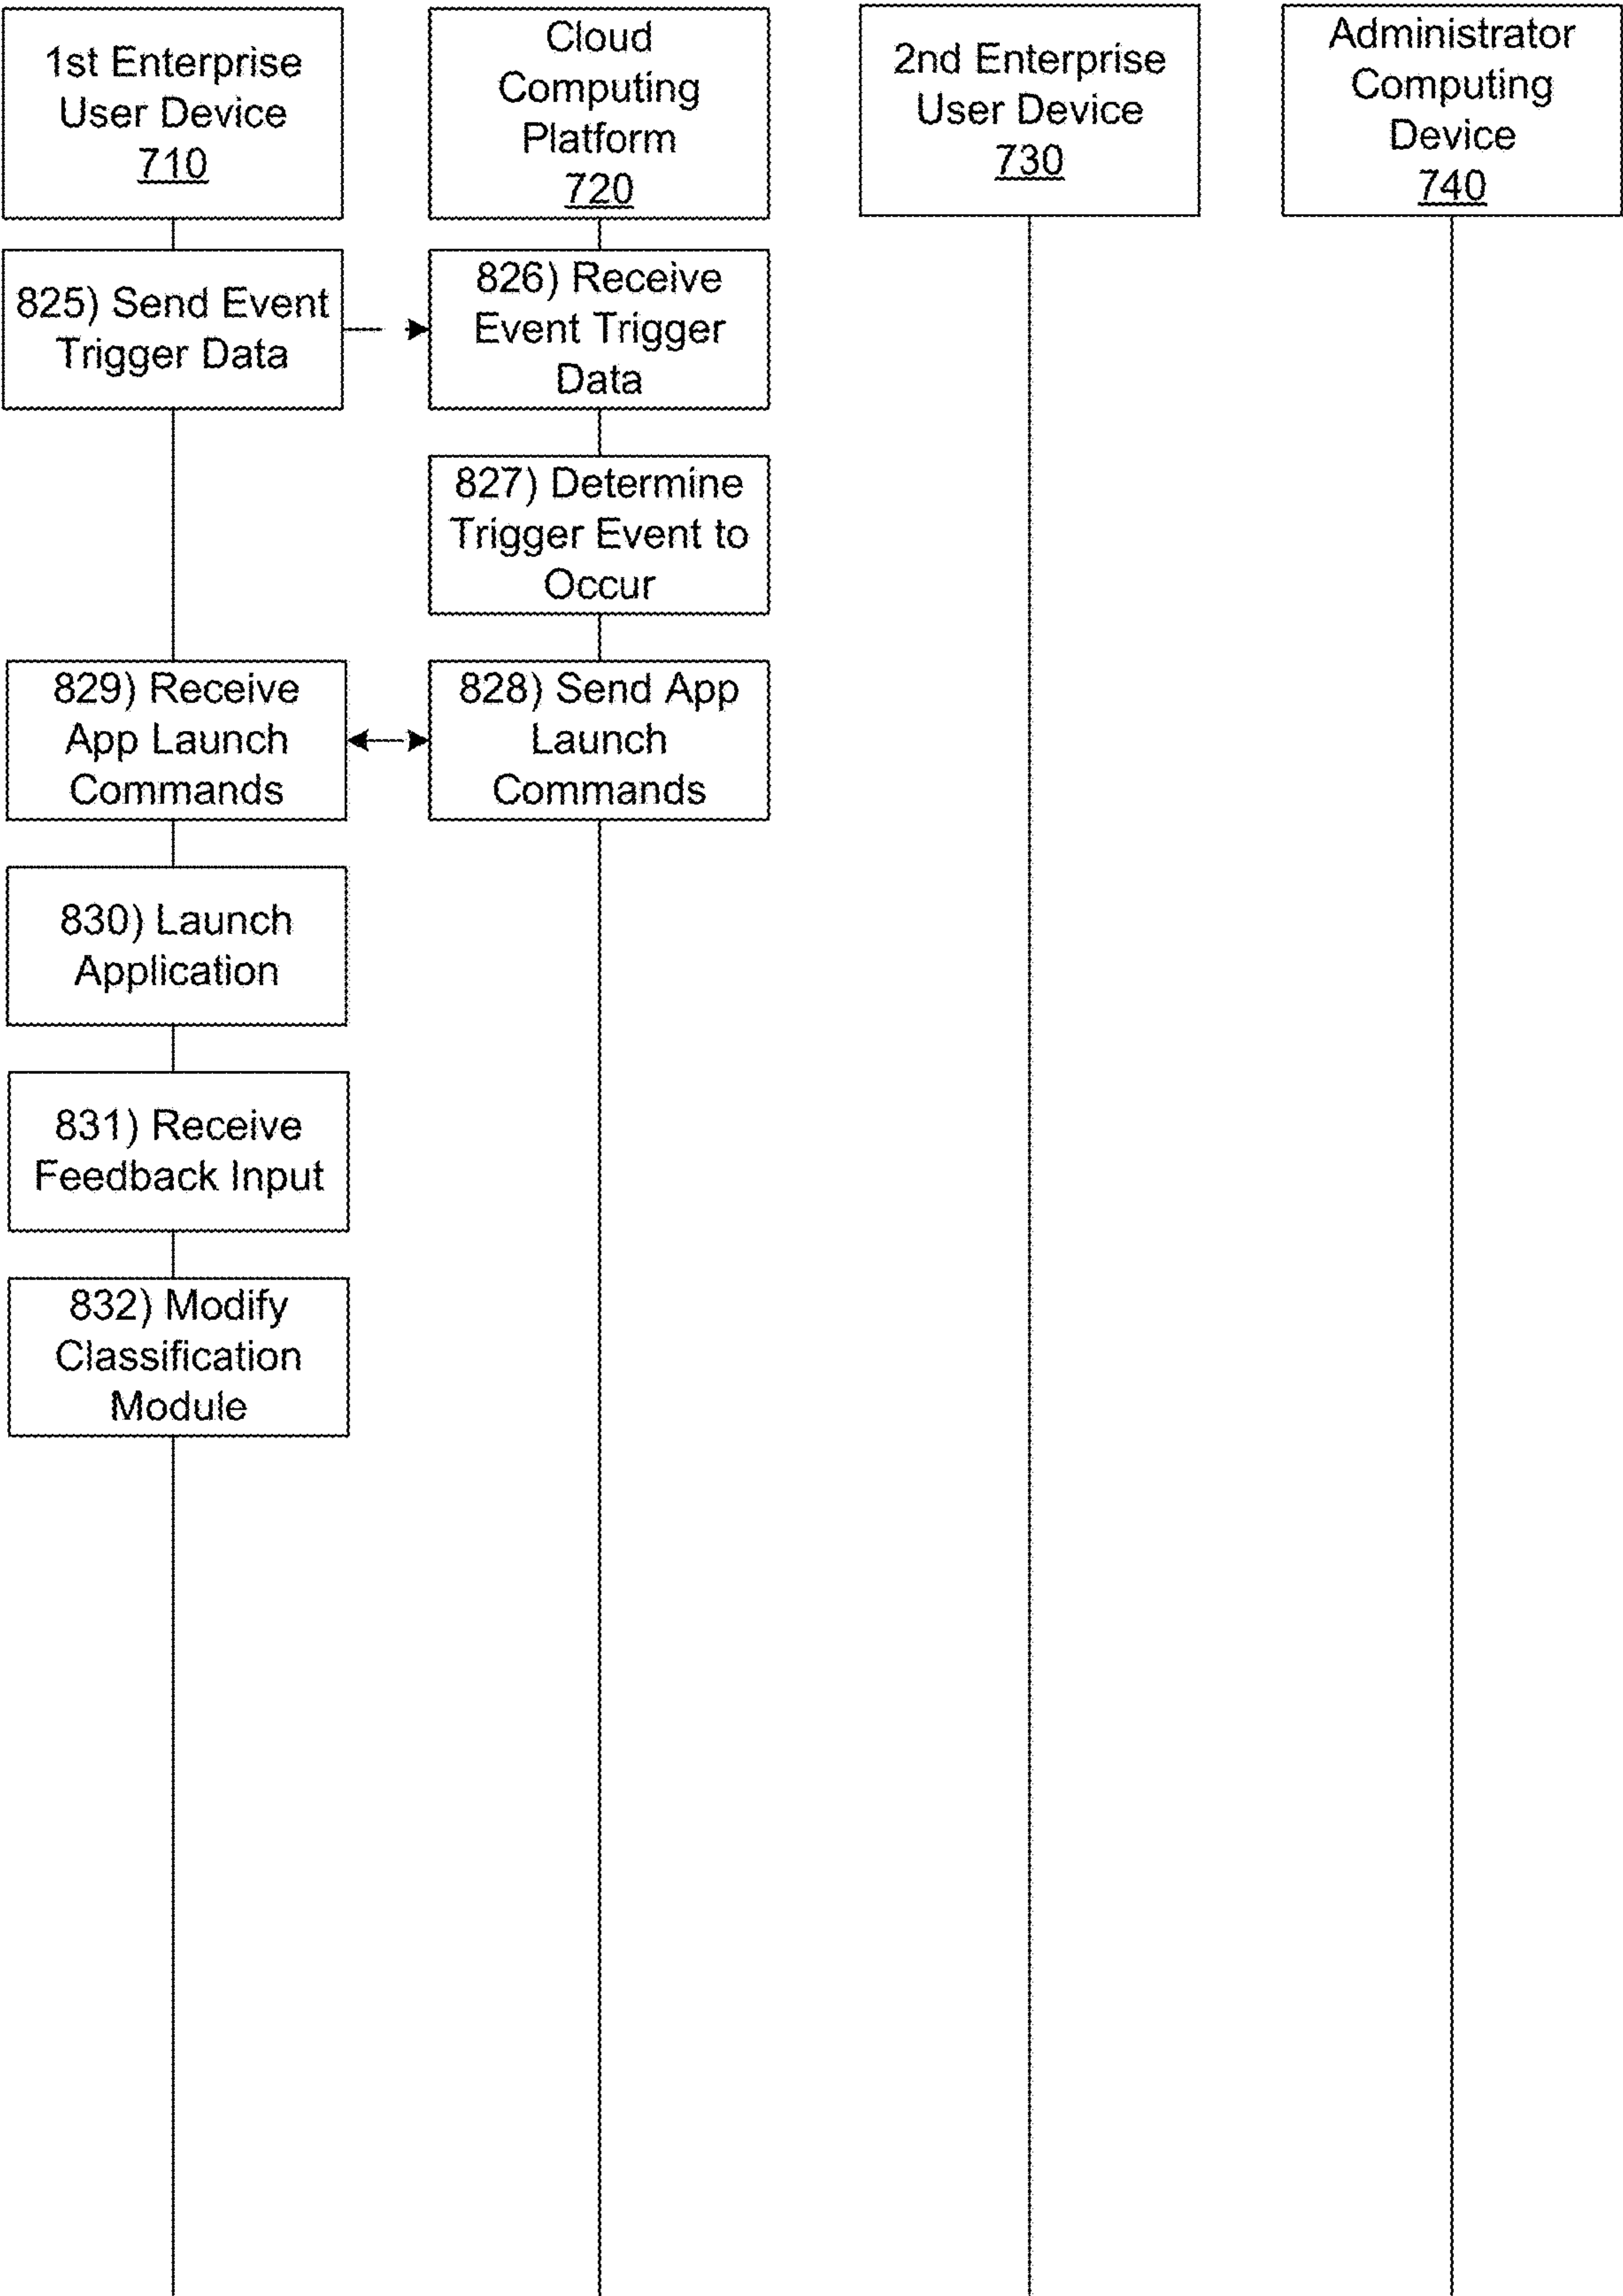 1st Enterprise
User Device
710
Cloud
Computing
Platform
720
2nd Enterprise
User Device
730
Administrator
Computing
Device
740
825) Send Event
Trigger Data
826) Receive
Event Trigger
Data
827) Determine
Trigger Event to
Occur
829) Receive
App Launch
Commands
828) Send App
Launch
Commands
830) Launch
Application
831) Receive
Feedback Input
832) Modify
Classification
Module